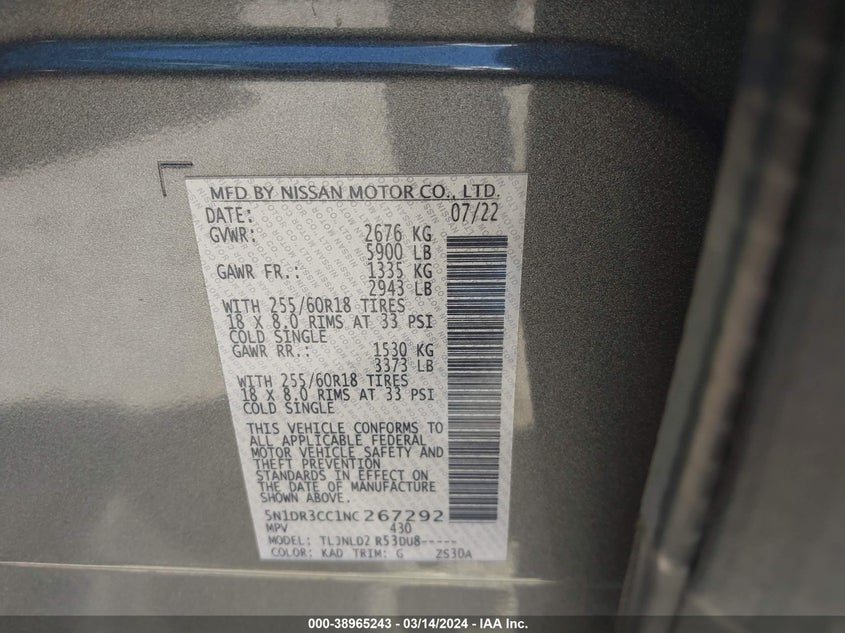 MFD BY NISSAN MOTOR CO., LTD.
DATE: 07/22
GVWR: 2676 KG
5900 LB
GAWR FR.: 1335 KG
2943 LB
WITH 255/60R18 TIRES
18 X 8.0 RIMS AT 33 PSI
COLD SINGLE
GAWR RR.: 1530 KG
3373 LB
WITH 255/60R18 TIRES
18 X 8.0 RIMS AT 33 PSI
COLD SINGLE
THIS VEHICLE CONFORMS TO
ALL APPLICABLE FEDERAL
MOTOR VEHICLE SAFETY AND
THEFT PREVENTION
STANDARDS IN EFFECT ON
THE DATE OF MANUFACTURE
SHOWN ABOVE.
5N1DR3CC1NC267292
MPV 430
MODEL: TLJNLD2 R53DU8-----
COLOR: KAD TRIM: G ZS30A
000-38965243 — 03/14/2024 — IAA Inc.